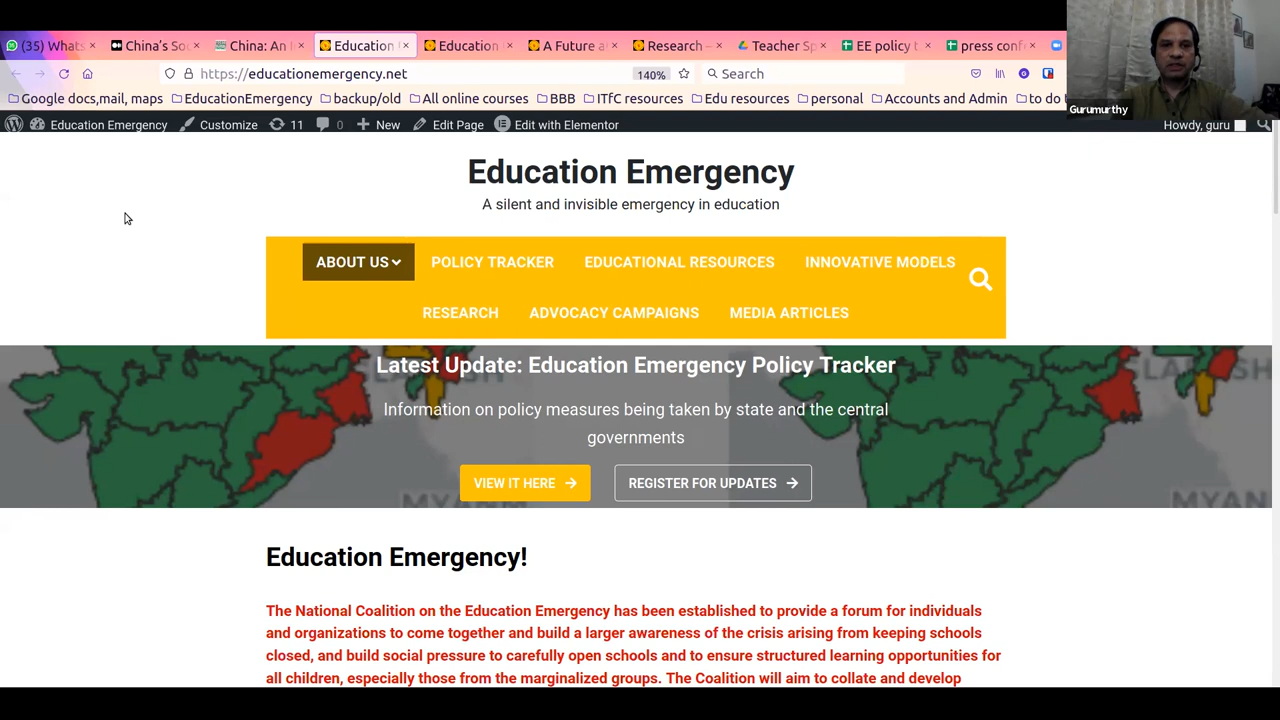 (35) Whats
China's So
China: An I
Education
Education
A Future a
Research –
Teacher Sp
EE policy t
press conf
https://educationemergency.net
140%
Search
Google docs,mail, maps
EducationEmergency
backup/old
All online courses
BBB
ITfC resources
Edu resources
personal
Accounts and Admin
to do
Gurumurthy
Education Emergency
Customize
11
0
New
Edit Page
Edit with Elementor
Howdy, guru
Education Emergency
A silent and invisible emergency in education
ABOUT US
POLICY TRACKER
EDUCATIONAL RESOURCES
INNOVATIVE MODELS
RESEARCH
ADVOCACY CAMPAIGNS
MEDIA ARTICLES
Latest Update: Education Emergency Policy Tracker
Information on policy measures being taken by state and the central
governments
VIEW IT HERE
REGISTER FOR UPDATES
Education Emergency!
The National Coalition on the Education Emergency has been established to provide a forum for individuals
and organizations to come together and build a larger awareness of the crisis arising from keeping schools
closed, and build social pressure to carefully open schools and to ensure structured learning opportunities for
all children, especially those from the marginalized groups. The Coalition will aim to collate and develop